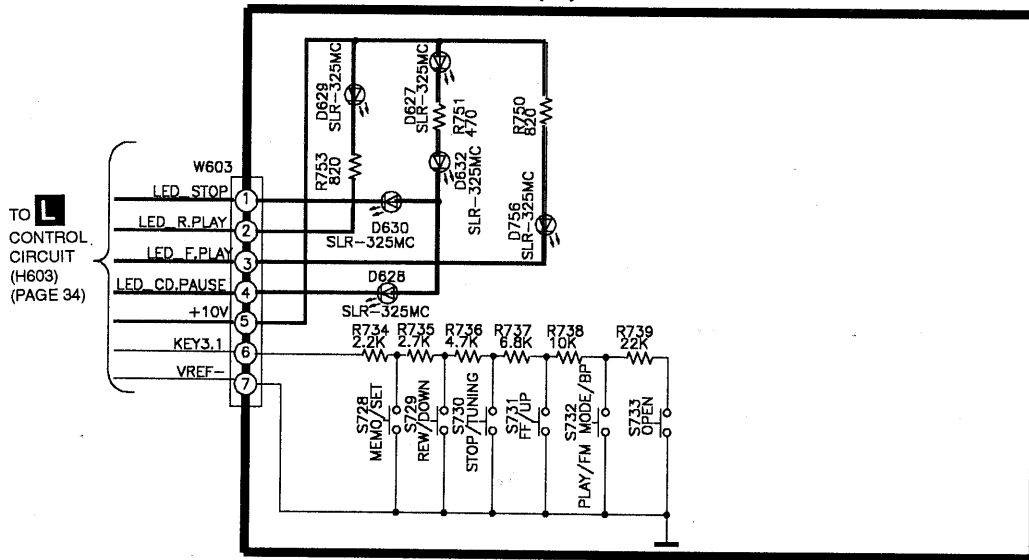 W603
LED_STOP
1
LED_R.PLAY
2
LED_F.PLAY
3
LED_CD.PAUSE
4
+10V
5
KEY3,1
6
VREF-
7
TO L
CONTROL
CIRCUIT
(H603)
(PAGE 34)
D629
SLR-325MC
R753
820
D627
SLR-325MC
R751
470
D632
SLR-325MC
R750
820
D756
SLR-325MC
D630
SLR-325MC
D628
SLR-325MC
R734 R735 R736 R737 R738 R739
2.2K 2.7K 4.7K 6.8K 10K 22K
S728
MEMO/SET
S729
REW/DOWN
S730
STOP/TUNING
S731
FF/UP
S732
PLAY/FM MODE/BP
S733
OPEN